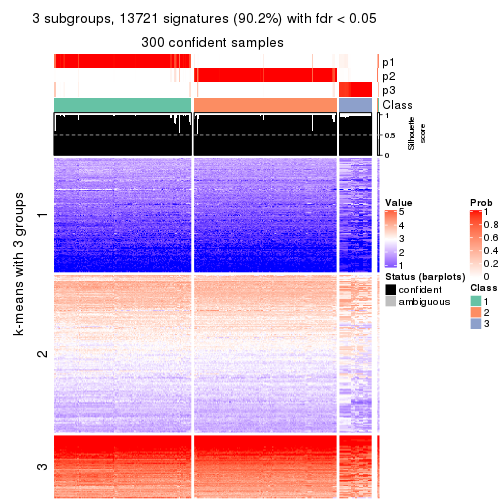 3 subgroups, 13721 signatures (90.2%) with fdr < 0.05
300 confident samples
p1
p2
p3
Class
1
0.5
0
Silhouette
score
k-means with 3 groups
1
2
3
Value
5
4
3
2
1
Status (barplots)
confident
ambiguous
Prob
1
0.8
0.6
0.4
0.2
0
Class
1
2
3